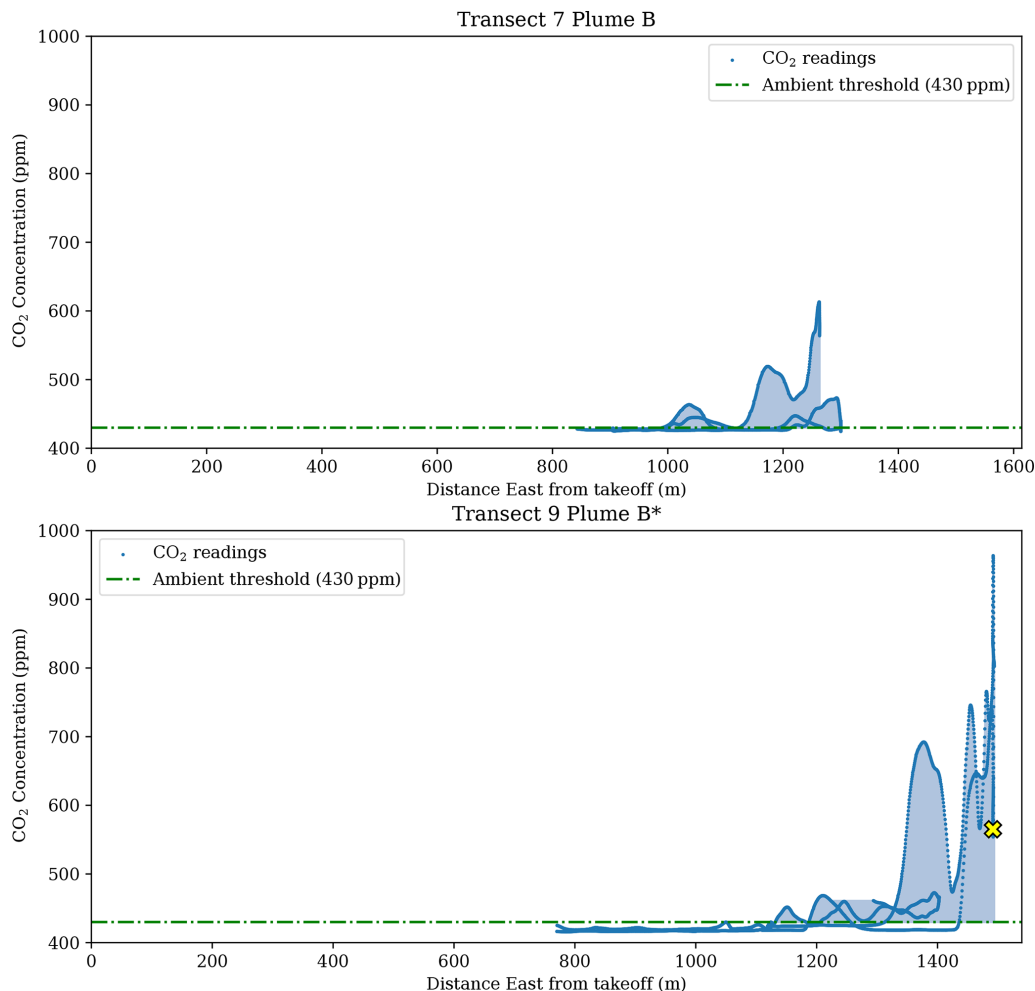 Transect 7 Plume B
CO₂ Concentration (ppm)
1000
900
800
700
600
500
400
CO₂ readings
Ambient threshold (430 ppm)
0 200 400 600 800 1000 1200 1400 1600
Distance East from takeoff (m)
Transect 9 Plume B*
CO₂ Concentration (ppm)
1000
900
800
700
600
500
400
CO₂ readings
Ambient threshold (430 ppm)
0 200 400 600 800 1000 1200 1400
Distance East from takeoff (m)